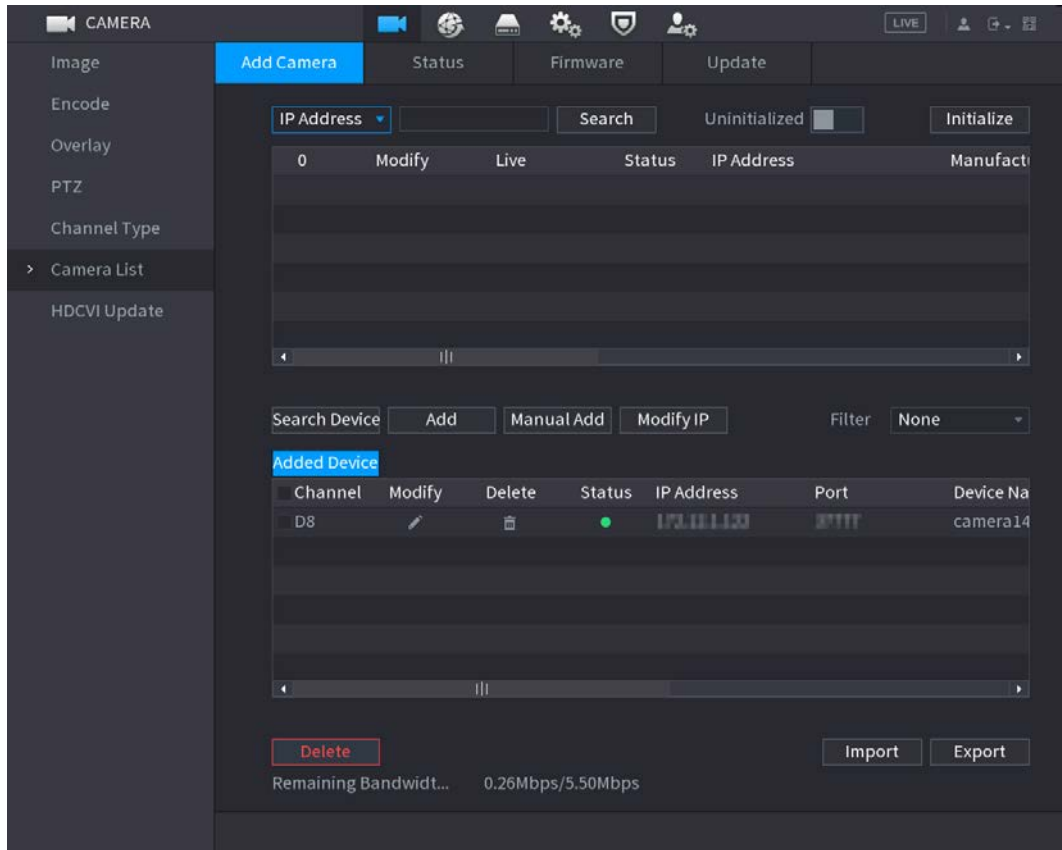 CAMERA LIVE
Image
Encode
Overlay
PTZ
Channel Type
Camera List
HDCVI Update
Add Camera Status Firmware Update
IP Address Search Uninitialized Initialize
0 Modify Live Status IP Address Manufact
Search Device Add Manual Add Modify IP Filter None
Added Device
Channel Modify Delete Status IP Address Port Device Na
D8 camera14
Delete Import Export
Remaining Bandwidt... 0.26Mbps/5.50Mbps